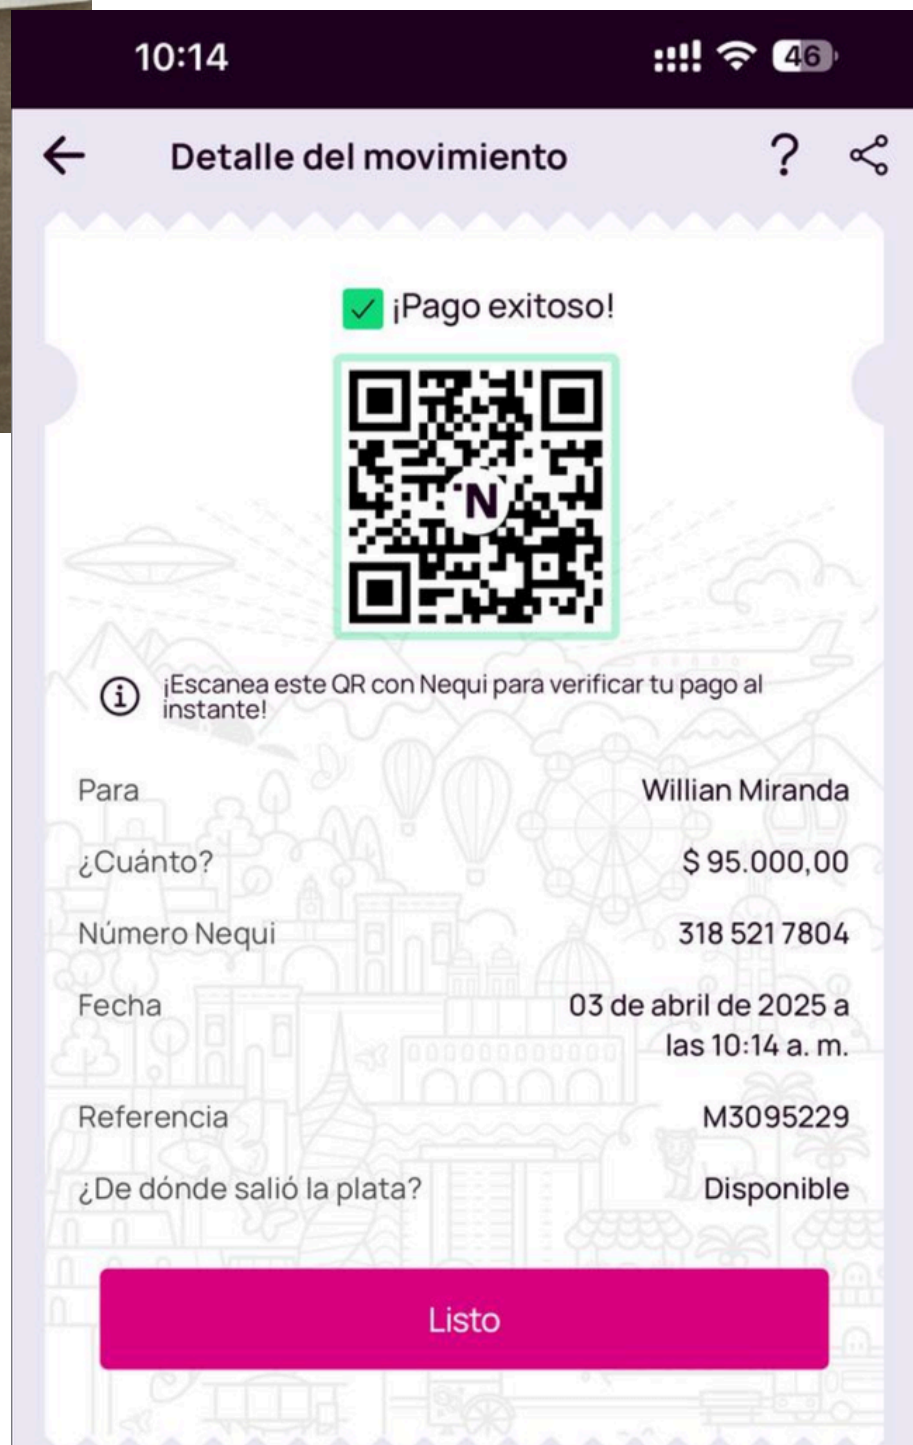 10:14
46
Detalle del movimiento
¡Pago exitoso!
N
¡Escanea este QR con Nequi para verificar tu pago al
instante!
Para Willian Miranda
¿Cuánto? $ 95.000,00
Número Nequi 318 521 7804
Fecha 03 de abril de 2025 a
las 10:14 a. m.
Referencia M3095229
¿De dónde salió la plata? Disponible
Listo